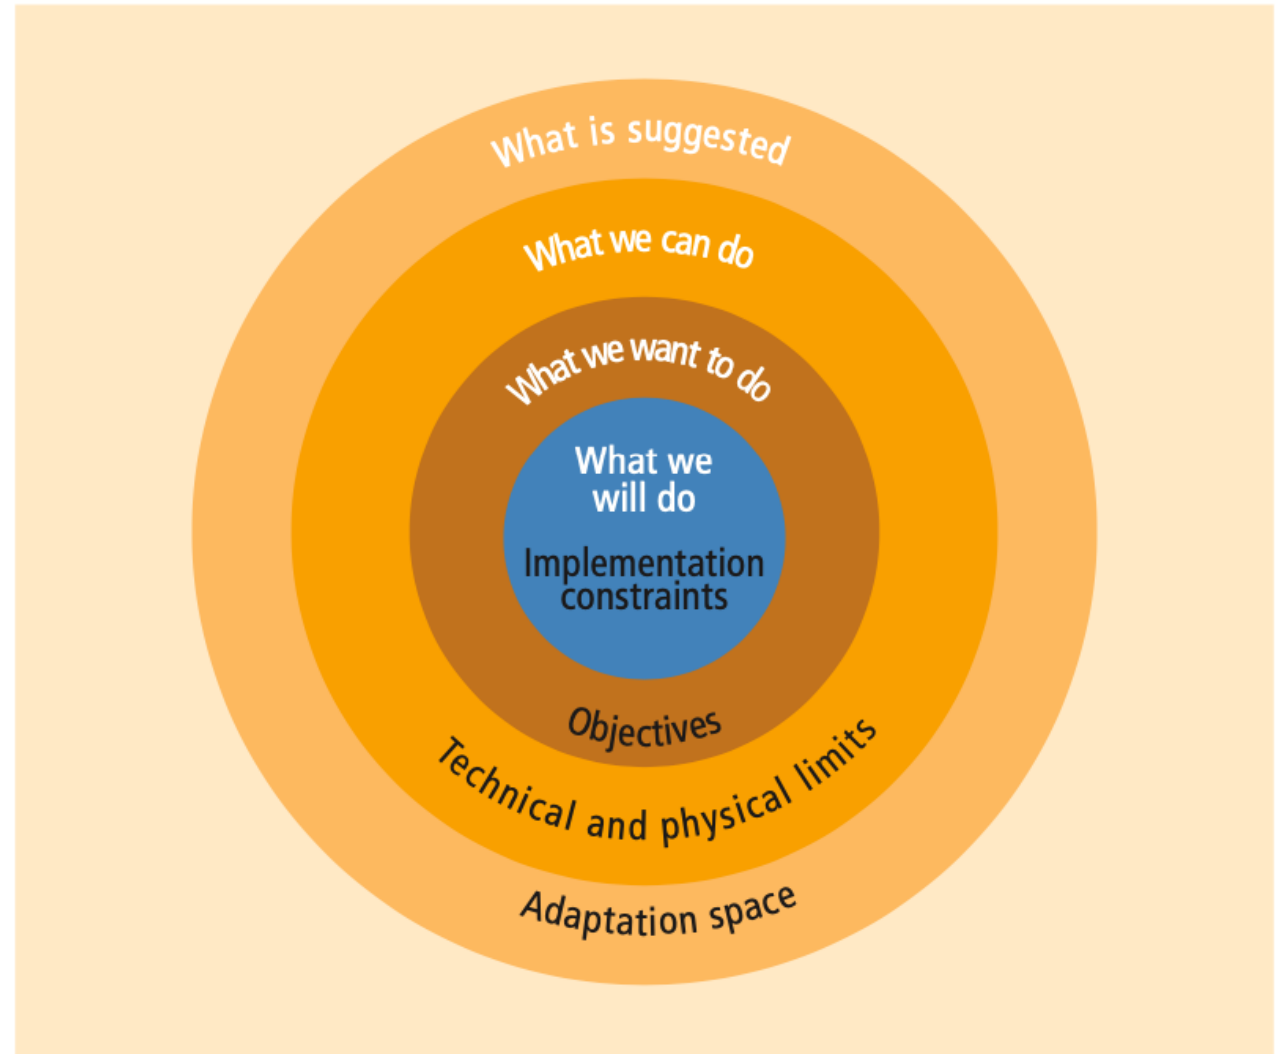 What is suggested
What we can do
What we want to do
What we
will do
Implementation
constraints
Objectives
Technical and physical limits
Adaptation space